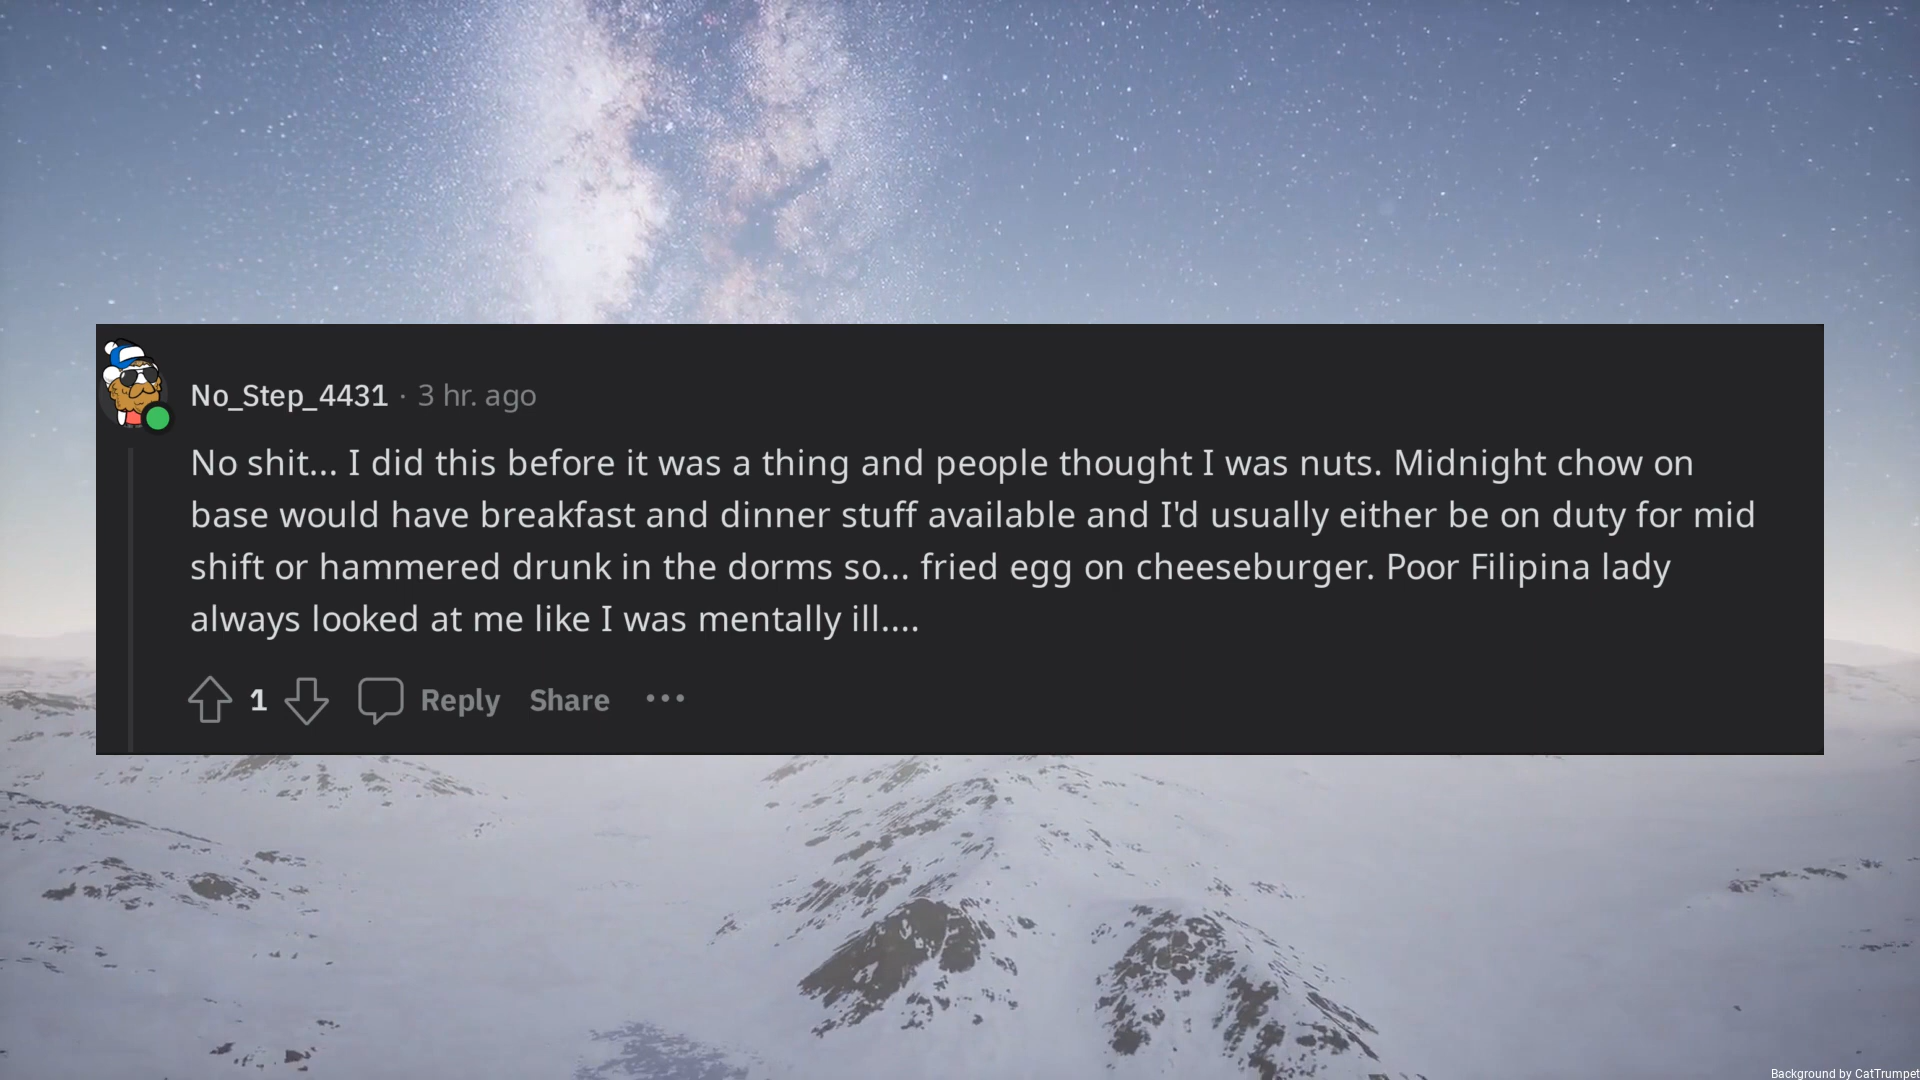 No_Step_4431 · 3 hr. ago
No shit... I did this before it was a thing and people thought I was nuts. Midnight chow on
base would have breakfast and dinner stuff available and I'd usually either be on duty for mid
shift or hammered drunk in the dorms so... fried egg on cheeseburger. Poor Filipina lady
always looked at me like I was mentally ill....
1 Reply Share ···
Background by CatTrumpet